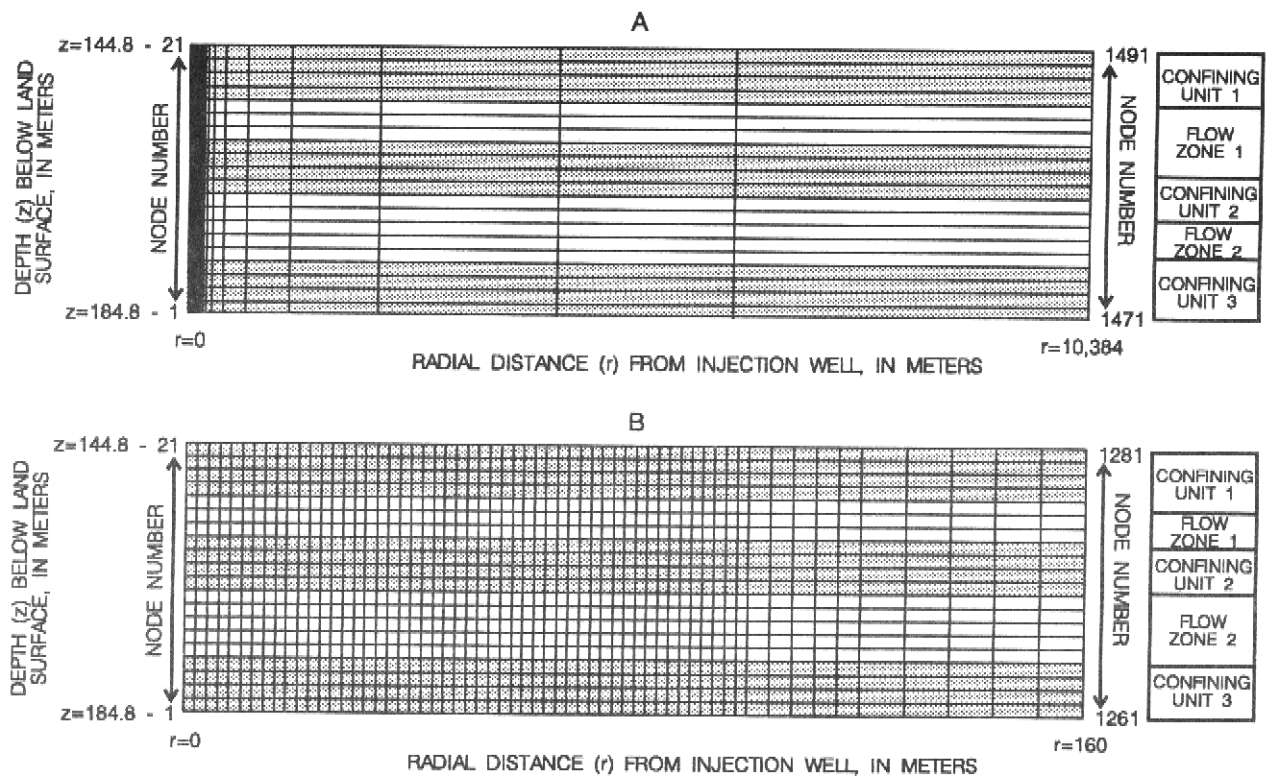 A
z=144.8 - 21
1491
DEPTH (z) BELOW LAND
SURFACE, IN METERS
NODE NUMBER
NODE NUMBER
CONFINING
UNIT 1
FLOW
ZONE 1
CONFINING
UNIT 2
FLOW
ZONE 2
CONFINING
UNIT 3
z=184.8 - 1
1471
r=0
r=10,384
RADIAL DISTANCE (r) FROM INJECTION WELL, IN METERS
B
z=144.8 - 21
1281
DEPTH (z) BELOW LAND
SURFACE, IN METERS
NODE NUMBER
NODE NUMBER
CONFINING
UNIT 1
FLOW
ZONE 1
CONFINING
UNIT 2
FLOW
ZONE 2
CONFINING
UNIT 3
z=184.8 - 1
1261
r=0
r=160
RADIAL DISTANCE (r) FROM INJECTION WELL, IN METERS